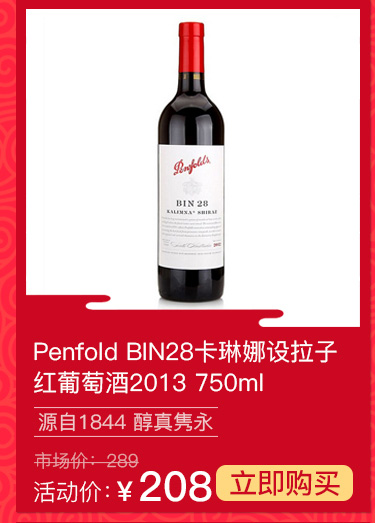 Penfolds
BIN 28
KALIMNA SHIRAZ
Penfold BIN28卡琳娜设拉子
红葡萄酒2013 750ml
源自1844 醇真隽永
市场价：289
活动价：¥208
立即购买